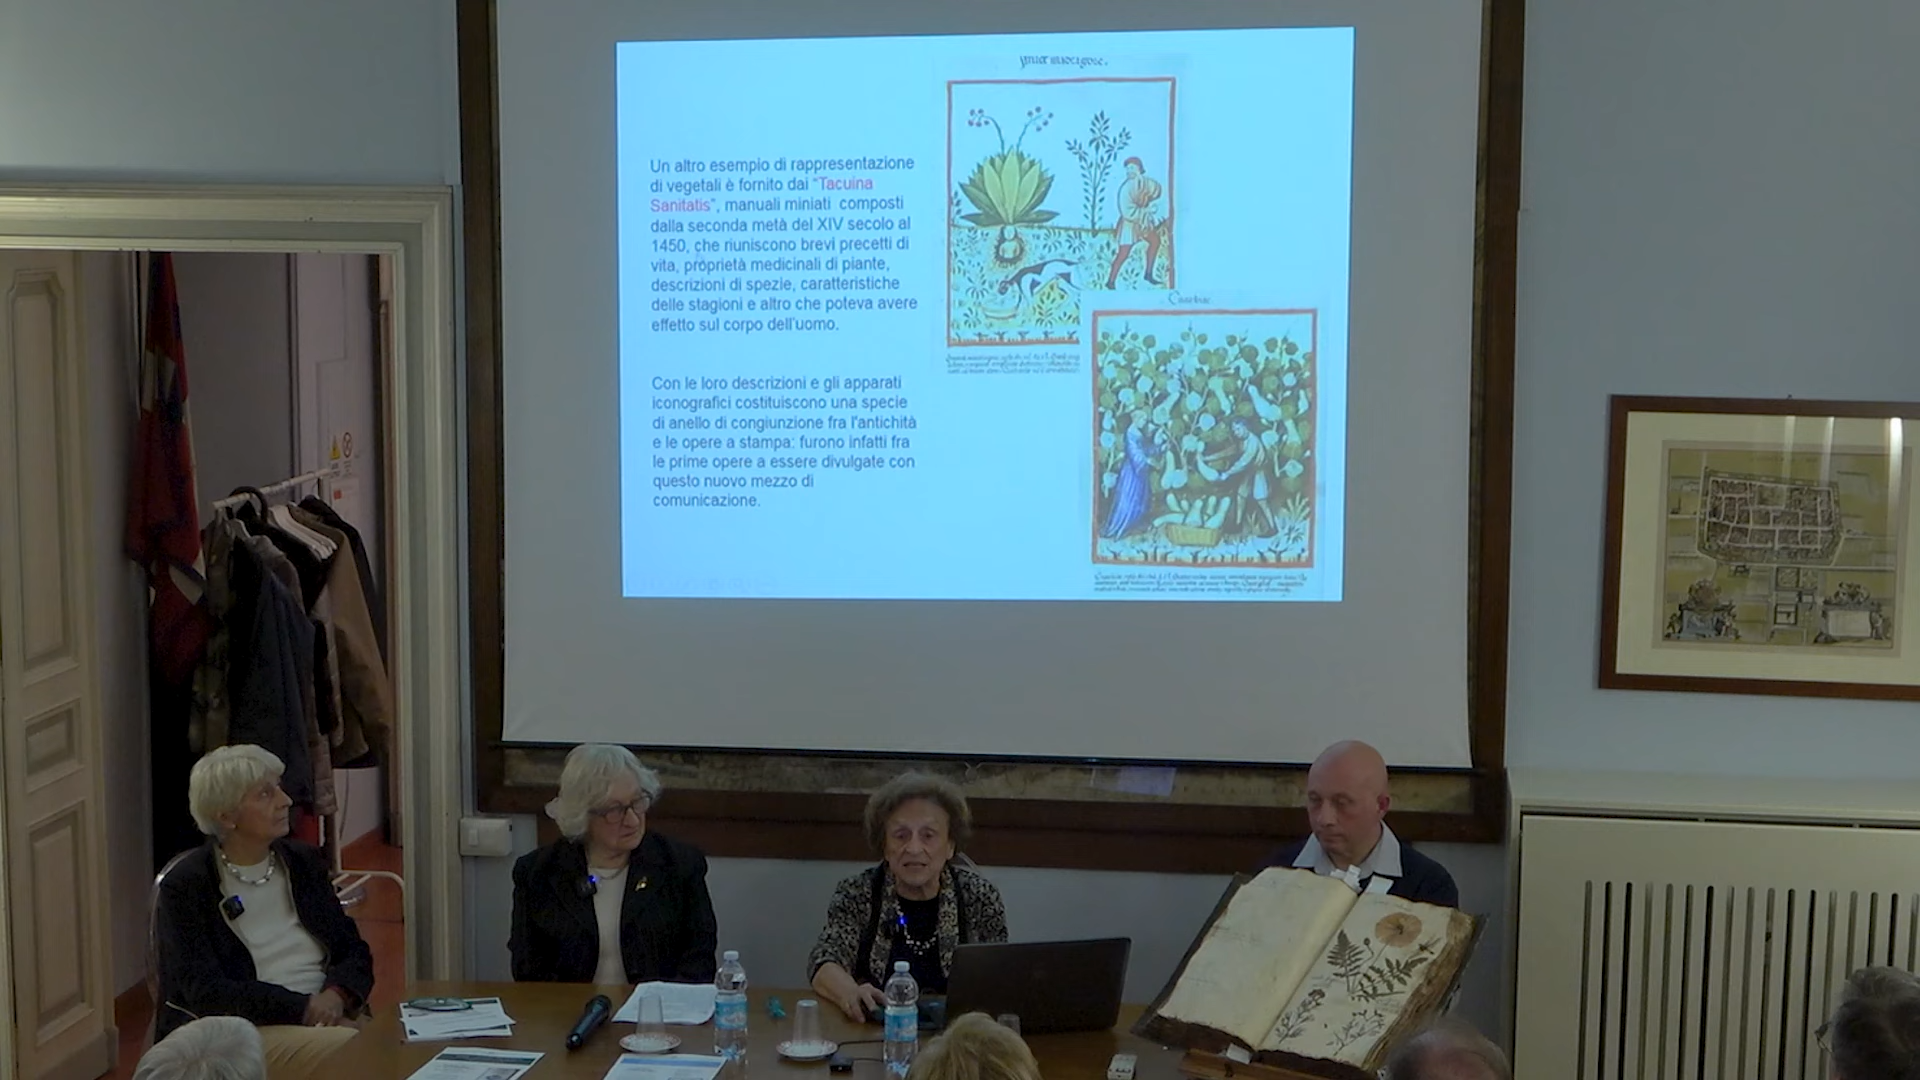 Un altro esempio di rappresentazione
di vegetali è fornito dai “Tacuina
Sanitatis”, manuali miniati composti
dalla seconda metà del XIV secolo al
1450, che riuniscono brevi precetti di
vita, proprietà medicinali di piante,
descrizioni di spezie, caratteristiche
delle stagioni e altro che poteva avere
effetto sul corpo dell'uomo.
Con le loro descrizioni e gli apparati
iconografici costituiscono una specie
di anello di congiunzione fra l'antichità
e le opere a stampa: furono infatti fra
le prime opere a essere divulgate con
questo nuovo mezzo di
comunicazione.